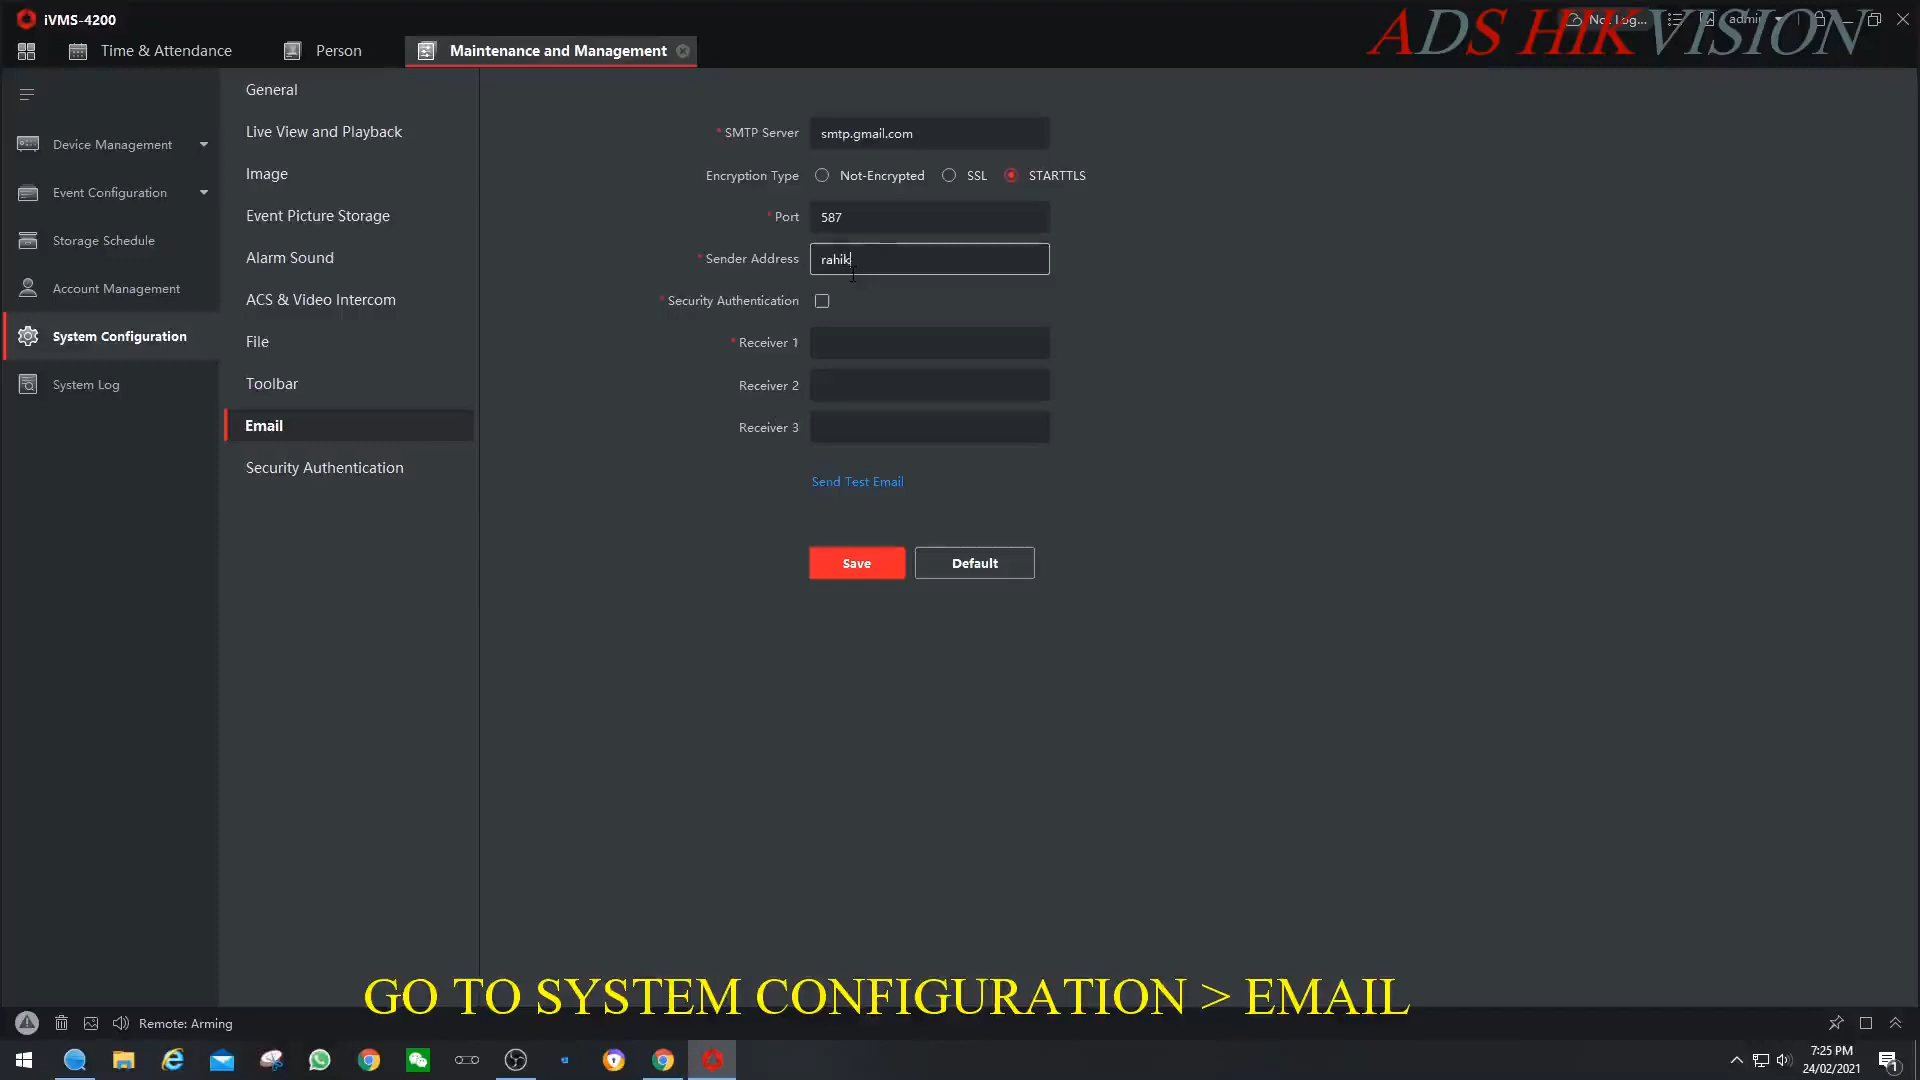 iVMS-4200
Not Log...
admin
ADS HIKVISION
Time & Attendance
Person
Maintenance and Management
Device Management
Event Configuration
Storage Schedule
Account Management
System Configuration
System Log
General
Live View and Playback
Image
Event Picture Storage
Alarm Sound
ACS & Video Intercom
File
Toolbar
Email
Security Authentication
* SMTP Server smtp.gmail.com
Encryption Type Not-Encrypted SSL STARTTLS
* Port 587
* Sender Address rahik
* Security Authentication
* Receiver 1
Receiver 2
Receiver 3
Send Test Email
Save Default
GO TO SYSTEM CONFIGURATION > EMAIL
Remote: Arming
7:25 PM
24/02/2021
1